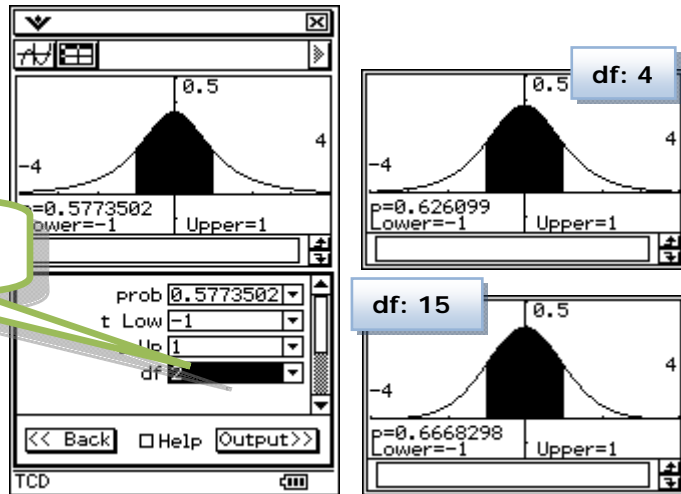 0.5
4
-4
p=0.5773502
Lower=-1
Upper=1
prob 0.5773502
t Low -1
Up 1
df
<< Back
Help
Output>>
TCD
df: 4
0.5
4
-4
p=0.626099
Lower=-1
Upper=1
df: 15
0.5
4
-4
p=0.6668298
Lower=-1
Upper=1